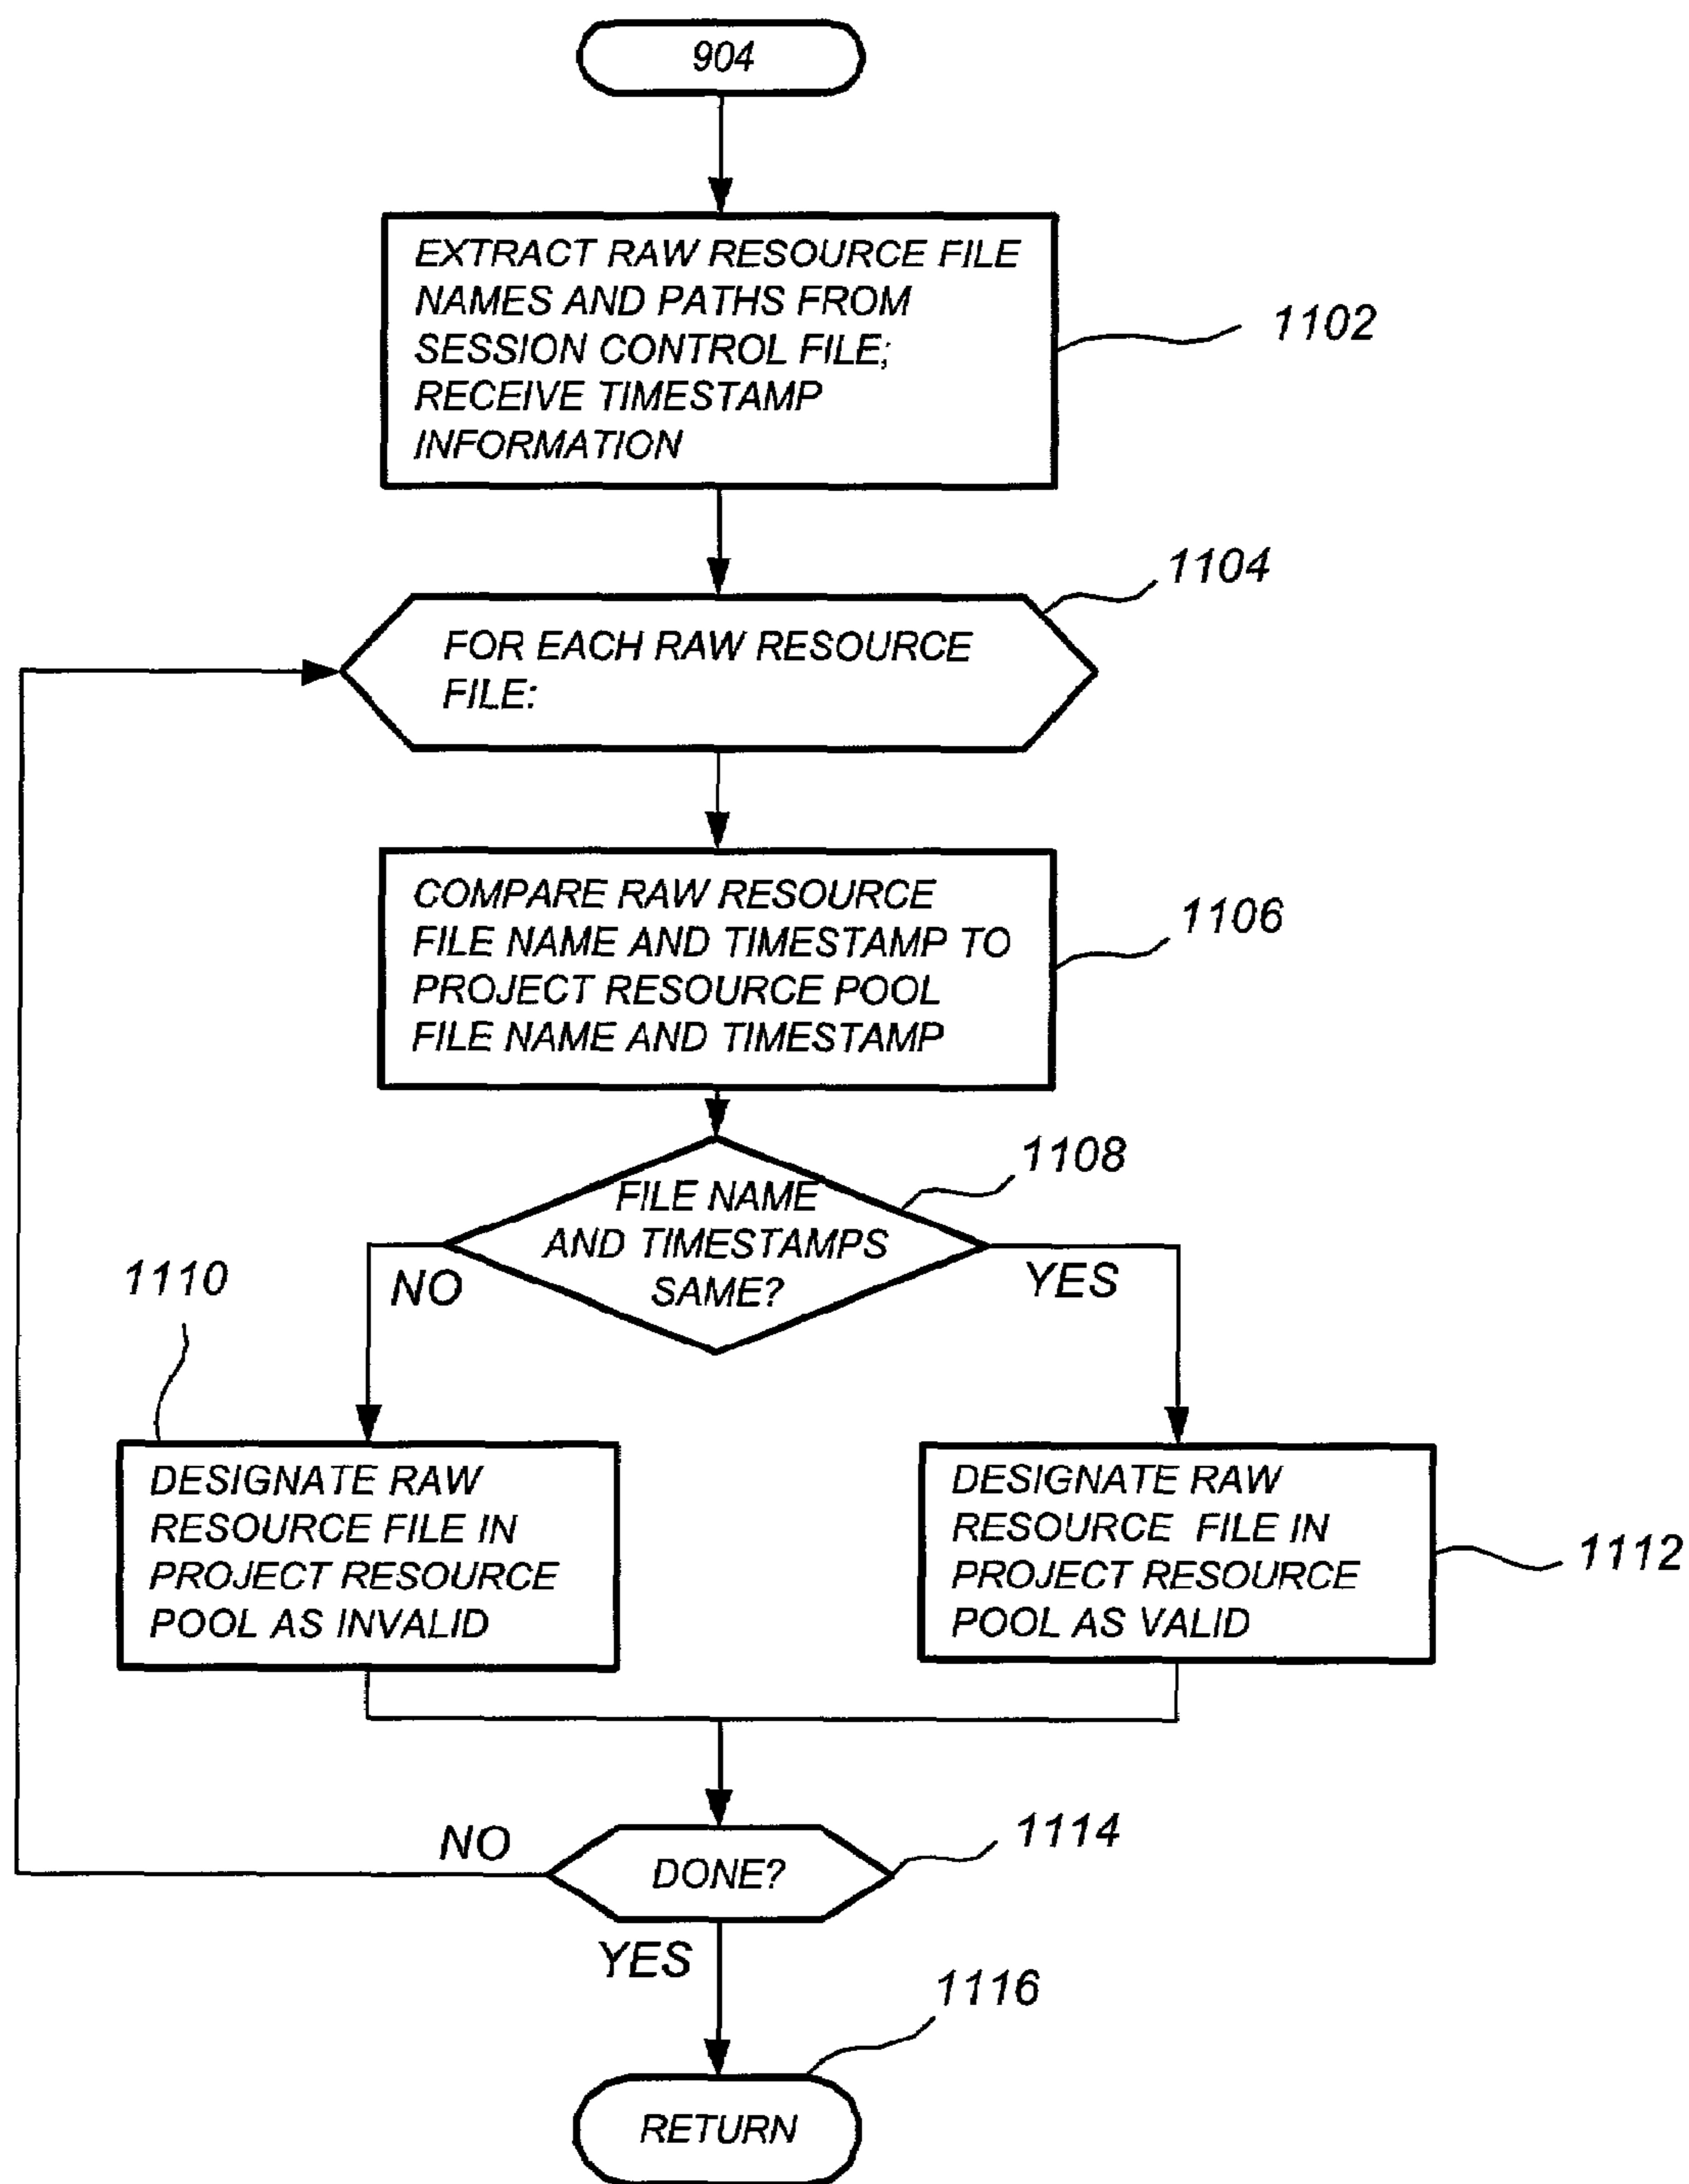 904
EXTRACT RAW RESOURCE FILE
NAMES AND PATHS FROM
SESSION CONTROL FILE;
RECEIVE TIMESTAMP
INFORMATION
1102
1104
FOR EACH RAW RESOURCE
FILE:
COMPARE RAW RESOURCE
FILE NAME AND TIMESTAMP TO
PROJECT RESOURCE POOL
FILE NAME AND TIMESTAMP
1106
1108
FILE NAME
AND TIMESTAMPS
SAME?
NO
YES
1110
DESIGNATE RAW
RESOURCE FILE IN
PROJECT RESOURCE
POOL AS INVALID
DESIGNATE RAW
RESOURCE FILE IN
PROJECT RESOURCE
POOL AS VALID
1112
NO
1114
DONE?
YES
1116
RETURN